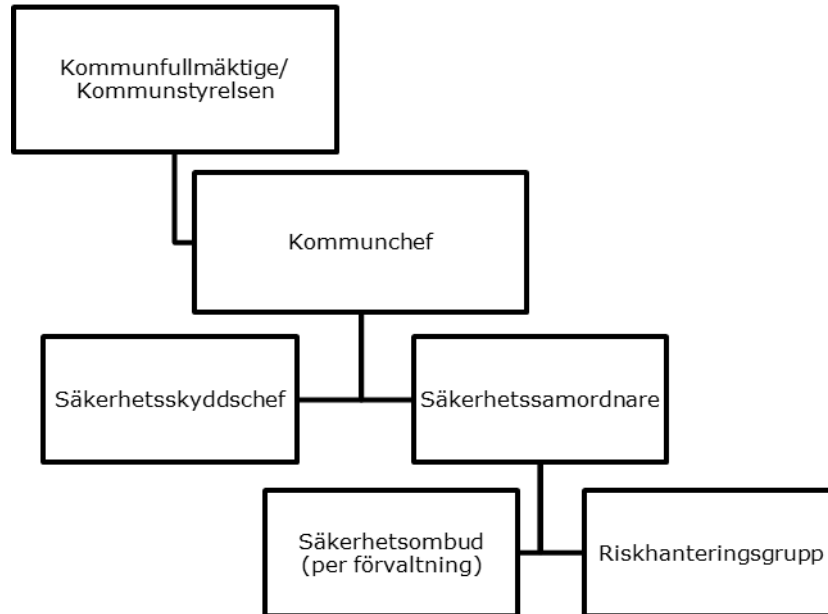 Kommunfullmäktige/
Kommunstyrelsen
Kommunchef
Säkerhetsskyddschef
Säkerhetssamordnare
Säkerhetsombud
(per förvaltning)
Riskhanteringsgrupp